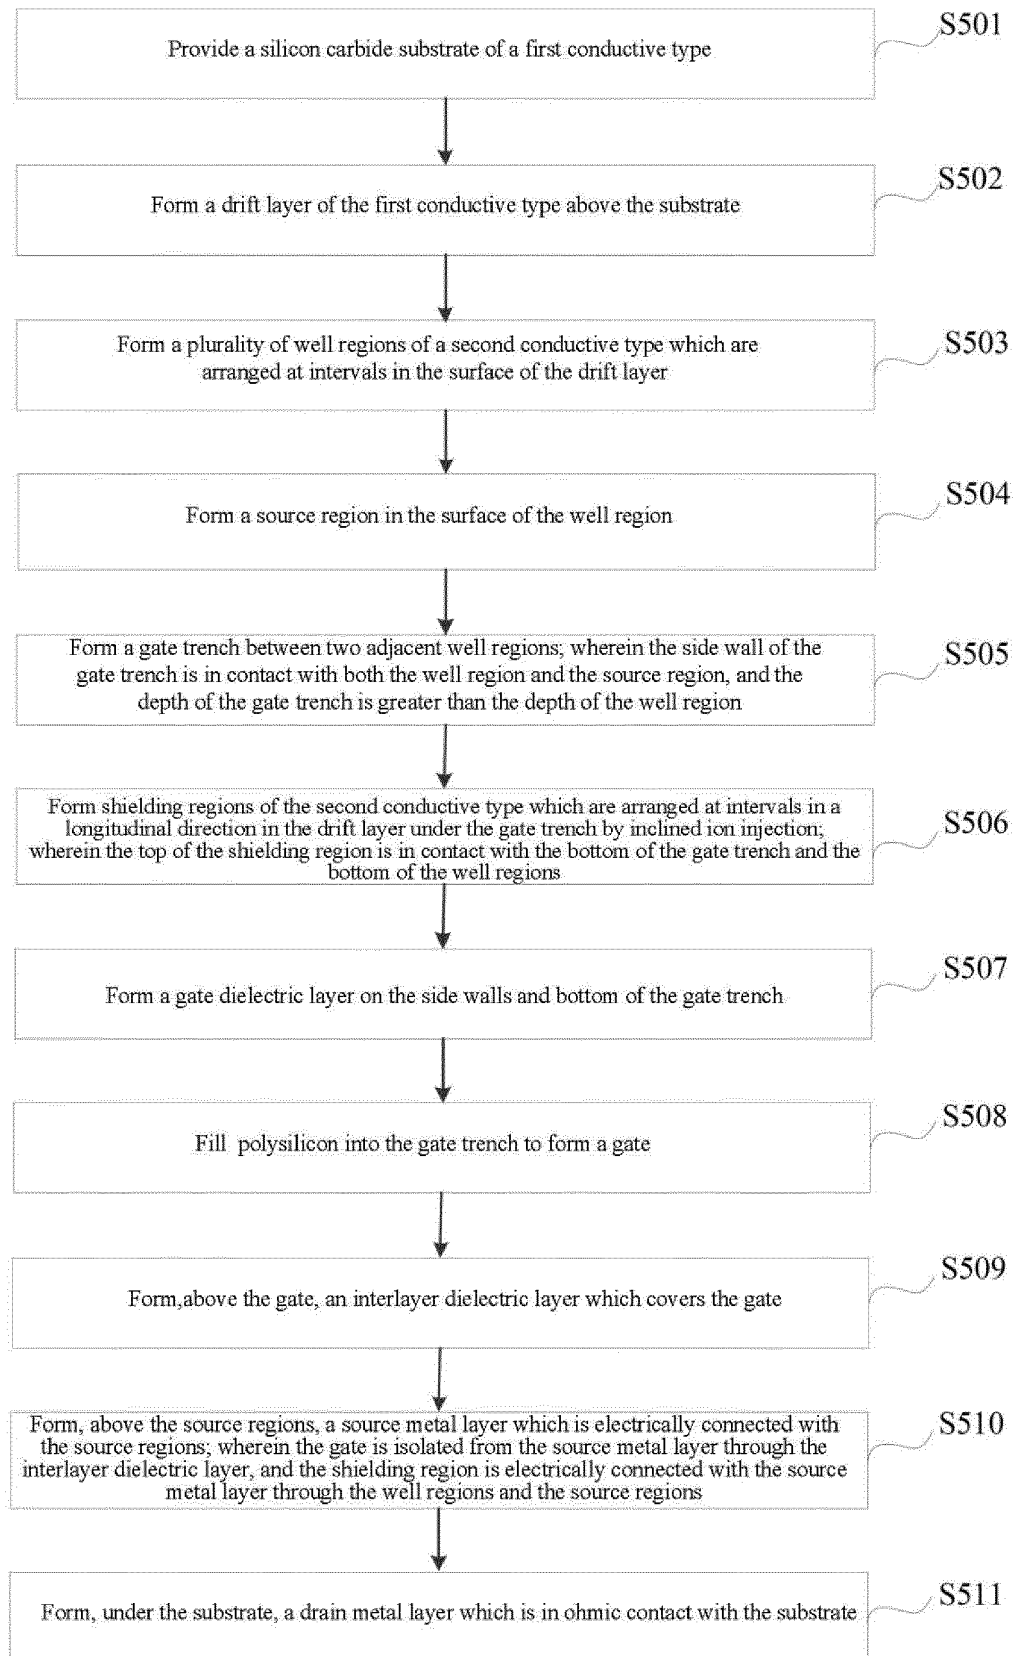 S501
Provide a silicon carbide substrate of a first conductive type
S502
Form a drift layer of the first conductive type above the substrate
S503
Form a plurality of well regions of a second conductive type which are
arranged at intervals in the surface of the drift layer
S504
Form a source region in the surface of the well region
S505
Form a gate trench between two adjacent well regions; wherein the side wall of the
gate trench is in contact with both the well region and the source region, and the
depth of the gate trench is greater than the depth of the well region
S506
Form shielding regions of the second conductive type which are arranged at intervals in a
longitudinal direction in the drift layer under the gate trench by inclined ion injection;
wherein the top of the shielding region is in contact with the bottom of the gate trench and the
bottom of the well regions
S507
Form a gate dielectric layer on the side walls and bottom of the gate trench
S508
Fill polysilicon into the gate trench to form a gate
S509
Form,above the gate, an interlayer dielectric layer which covers the gate
S510
Form, above the source regions, a source metal layer which is electrically connected with
the source regions; wherein the gate is isolated from the source metal layer through the
interlayer dielectric layer, and the shielding region is electrically connected with the source
metal layer through the well regions and the source regions
S511
Form, under the substrate, a drain metal layer which is in ohmic contact with the substrate